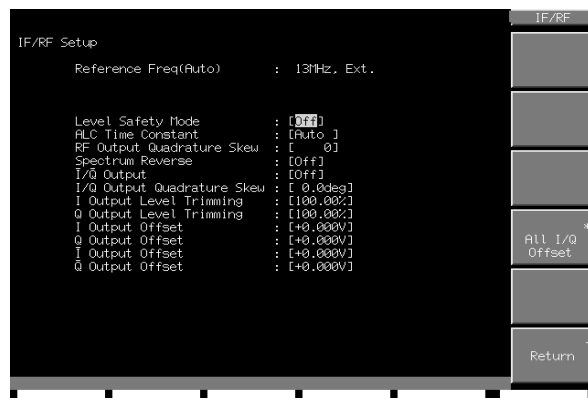 IF/RF
IF/RF Setup
Reference Freq(Auto) : 13MHz, Ext.
Level Safety Mode : [Off]
ALC Time Constant : [Auto ]
RF Output Quadrature Skew : [ 0]
Spectrum Reverse : [Off]
Ī/Q̄ Output : [Off]
I/Q Output Quadrature Skew : [ 0.0deg]
I Output Level Trimming : [100.00%]
Q Output Level Trimming : [100.00%]
I Output Offset : [+0.000V]
Q Output Offset : [+0.000V]
Ī Output Offset : [+0.000V]
Q̄ Output Offset : [+0.000V]
*
All I/Q
Offset
Return